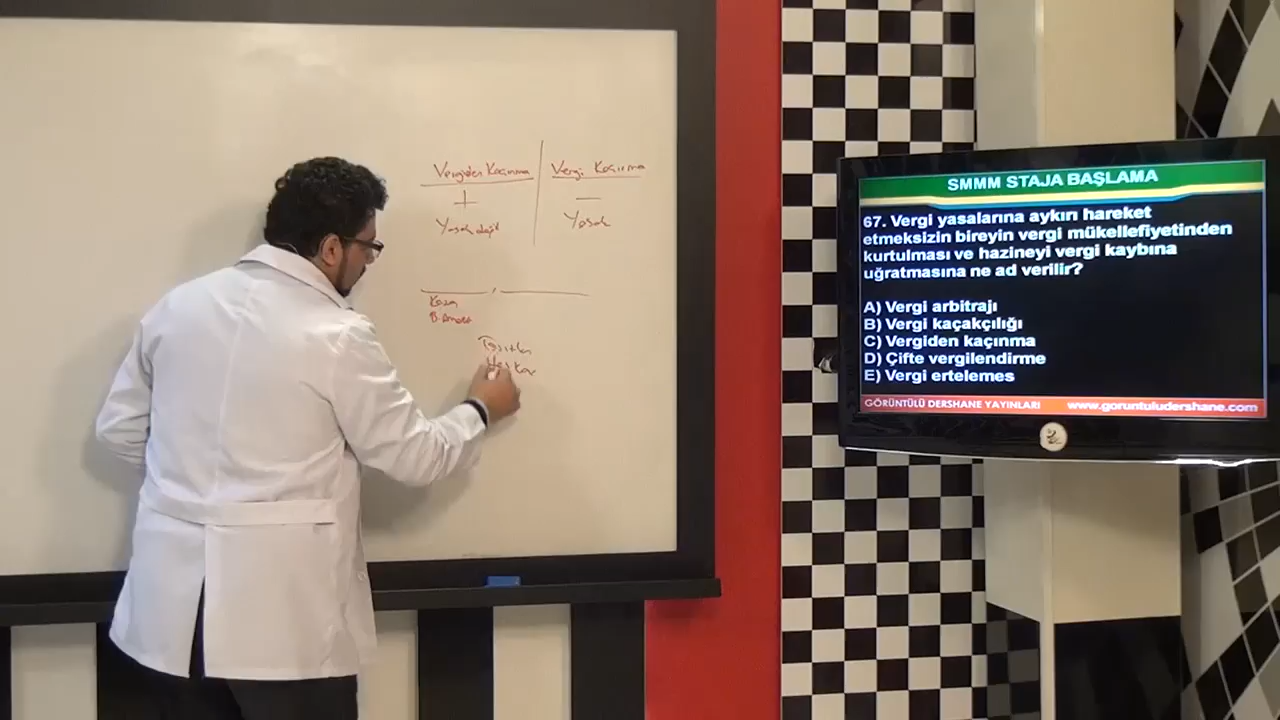 Vergiden Kaçınma
Vergi Kaçırma
+
—
Yasak değil
Yasak
SMMM STAJA BAŞLAMA
67. Vergi yasalarına aykırı hareket
etmeksizin bireyin vergi mükellefiyetinden
kurtulması ve hazineyi vergi kaybına
uğratmasına ne ad verilir?
A) Vergi arbitrajı
B) Vergi kaçakçılığı
C) Vergiden kaçınma
D) Çifte vergilendirme
E) Vergi ertelemes
GÖRÜNTÜLÜ DERSHANE YAYINLARI
www.goruntuludershane.com